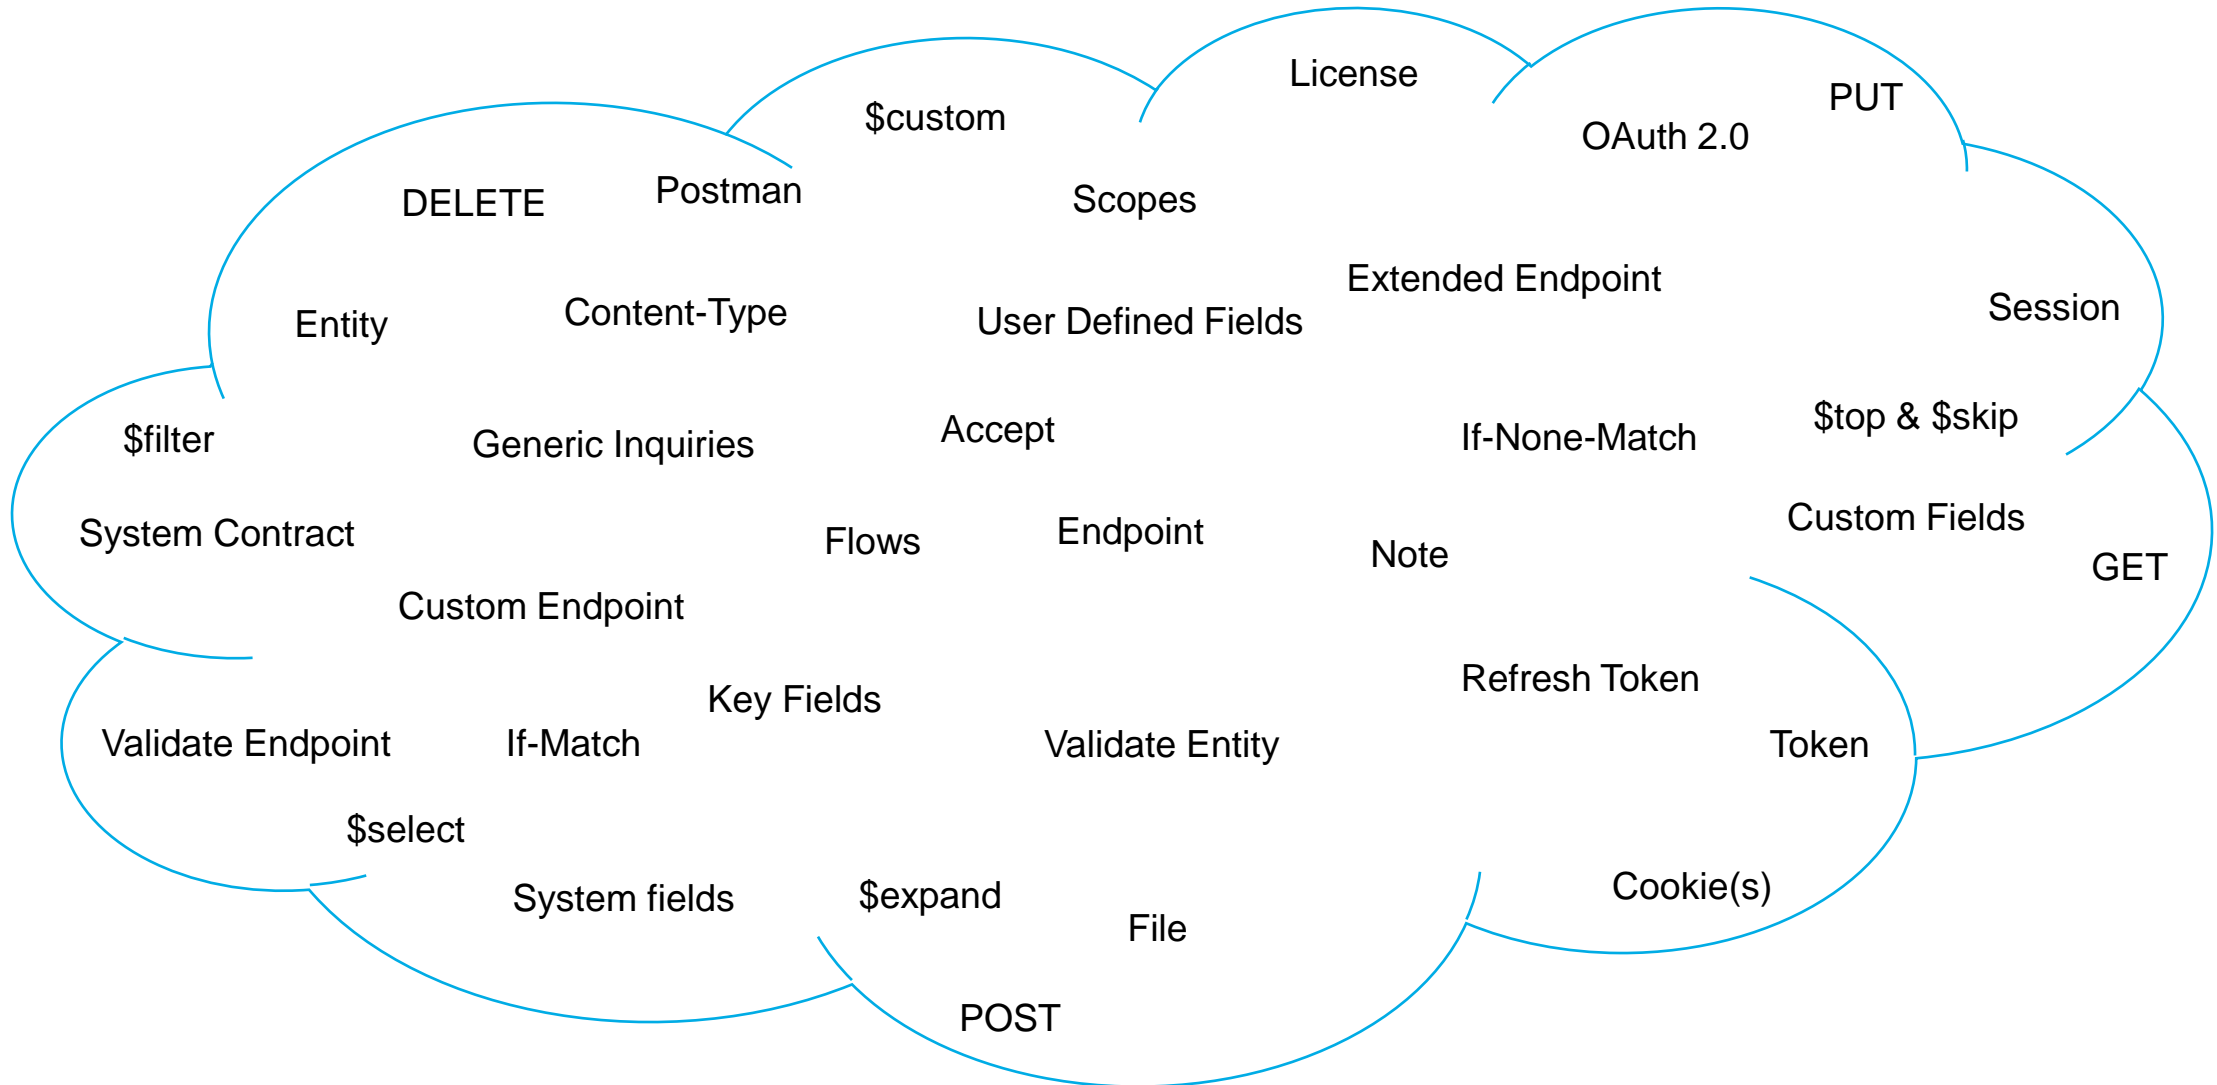 License
PUT
$custom
OAuth 2.0
Postman
Scopes
DELETE
Extended Endpoint
Session
Content-Type
User Defined Fields
Entity
$top & $skip
Accept
If-None-Match
$filter
Generic Inquiries
Custom Fields
Endpoint
System Contract
Flows
Note
GET
Custom Endpoint
Refresh Token
Key Fields
Validate Endpoint
If-Match
Validate Entity
Token
$select
Cookie(s)
$expand
System fields
File
POST